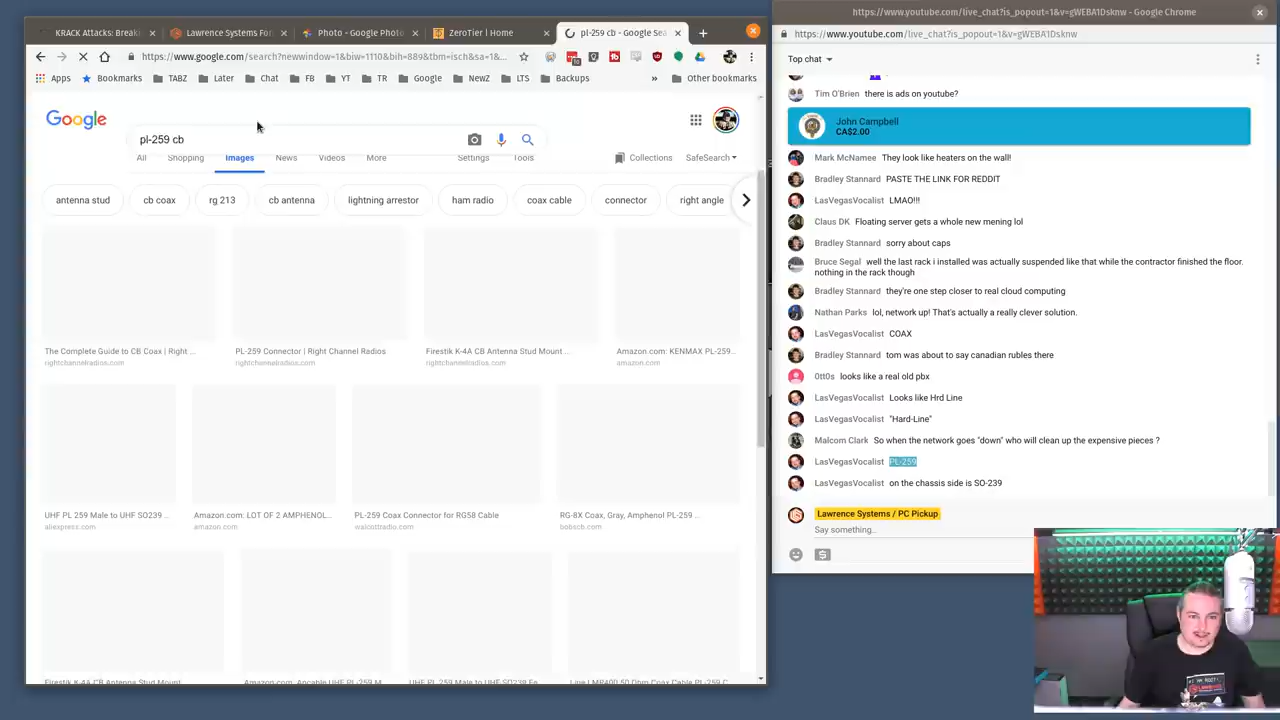 KRACK Attacks: Break
Lawrence Systems For
Photo - Google Photo
ZeroTier | Home
pl-259 cb - Google Sea
https://www.google.com/search?newwindow=1&biw=1110&bih=889&tbm=isch&sa=1...
Apps
Bookmarks
TABZ
Later
Chat
FB
YT
TR
Google
NewZ
LTS
Backups
»
Other bookmarks
Google
pl-259 cb
All
Shopping
Images
News
Videos
More
Settings
Tools
Collections
SafeSearch
antenna stud
cb coax
rg 213
cb antenna
lightning arrestor
ham radio
coax cable
connector
right angle
The Complete Guide to CB Coax | Right ...
rightchannelradios.com
PL-259 Connector | Right Channel Radios
rightchannelradios.com
Firestik K-4A CB Antenna Stud Mount ...
rightchannelradios.com
Amazon.com: KENMAX PL-259...
amazon.com
UHF PL 259 Male to UHF SO239 ...
aliexpress.com
Amazon.com: LOT OF 2 AMPHENOL...
amazon.com
PL-259 Coax Connector for RG58 Cable
walcottradio.com
RG-8X Coax, Gray, Amphenol PL-259 ...
bobscb.com
Firestik K-4A CB Antenna Stud Mount
https://www.youtube.com/live_chat?is_popout=1&v=gWEBA1Dsknw - Google Chrome
https://www.youtube.com/live_chat?is_popout=1&v=gWEBA1Dsknw
Top chat
Tim O'Brien there is ads on youtube?
John Campbell
CA$2.00
Mark McNamee They look like heaters on the wall!
Bradley Stannard PASTE THE LINK FOR REDDIT
LasVegasVocalist LMAO!!!
Claus DK Floating server gets a whole new mening lol
Bradley Stannard sorry about caps
Bruce Segal well the last rack i installed was actually suspended like that while the contractor finished the floor.
nothing in the rack though
Bradley Stannard they're one step closer to real cloud computing
Nathan Parks lol, network up! That's actually a really clever solution.
LasVegasVocalist COAX
Bradley Stannard tom was about to say canadian rubles there
0tt0s looks like a real old pbx
LasVegasVocalist Looks like Hrd Line
LasVegasVocalist "Hard-Line"
Malcom Clark So when the network goes "down" who will clean up the expensive pieces ?
LasVegasVocalist PL-259
LasVegasVocalist on the chassis side is SO-239
Lawrence Systems / PC Pickup
Say something...